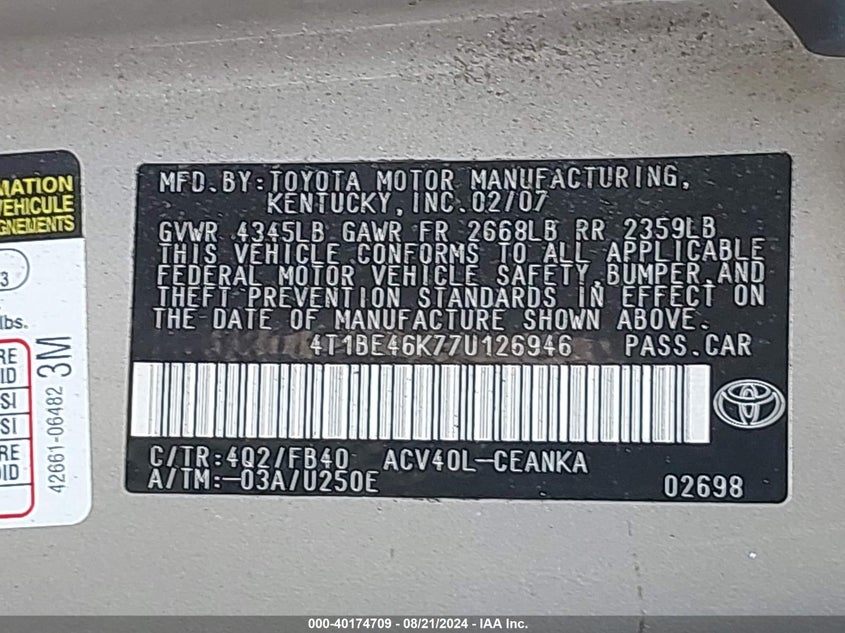 MATION
VEHICULE
GNEMENTS
3
lbs.
RE
ID
SI
SI
RE
OID
42661-06482 3M
MFD.BY:TOYOTA MOTOR MANUFACTURING,
KENTUCKY, INC.02/07
GVWR 4345LB GAWR FR 2668LB RR 2359LB
THIS VEHICLE CONFORMS TO ALL APPLICABLE
FEDERAL MOTOR VEHICLE SAFETY,BUMPER,AND
THEFT PREVENTION STANDARDS IN EFFECT ON
THE DATE OF MANUFACTURE SHOWN ABOVE.
4T1BE46K77U126946 PASS.CAR
C/TR:4Q2/FB40 ACV40L-CEANKA
A/TM:-03A/U250E
02698
000-40174709 - 08/21/2024 - IAA Inc.